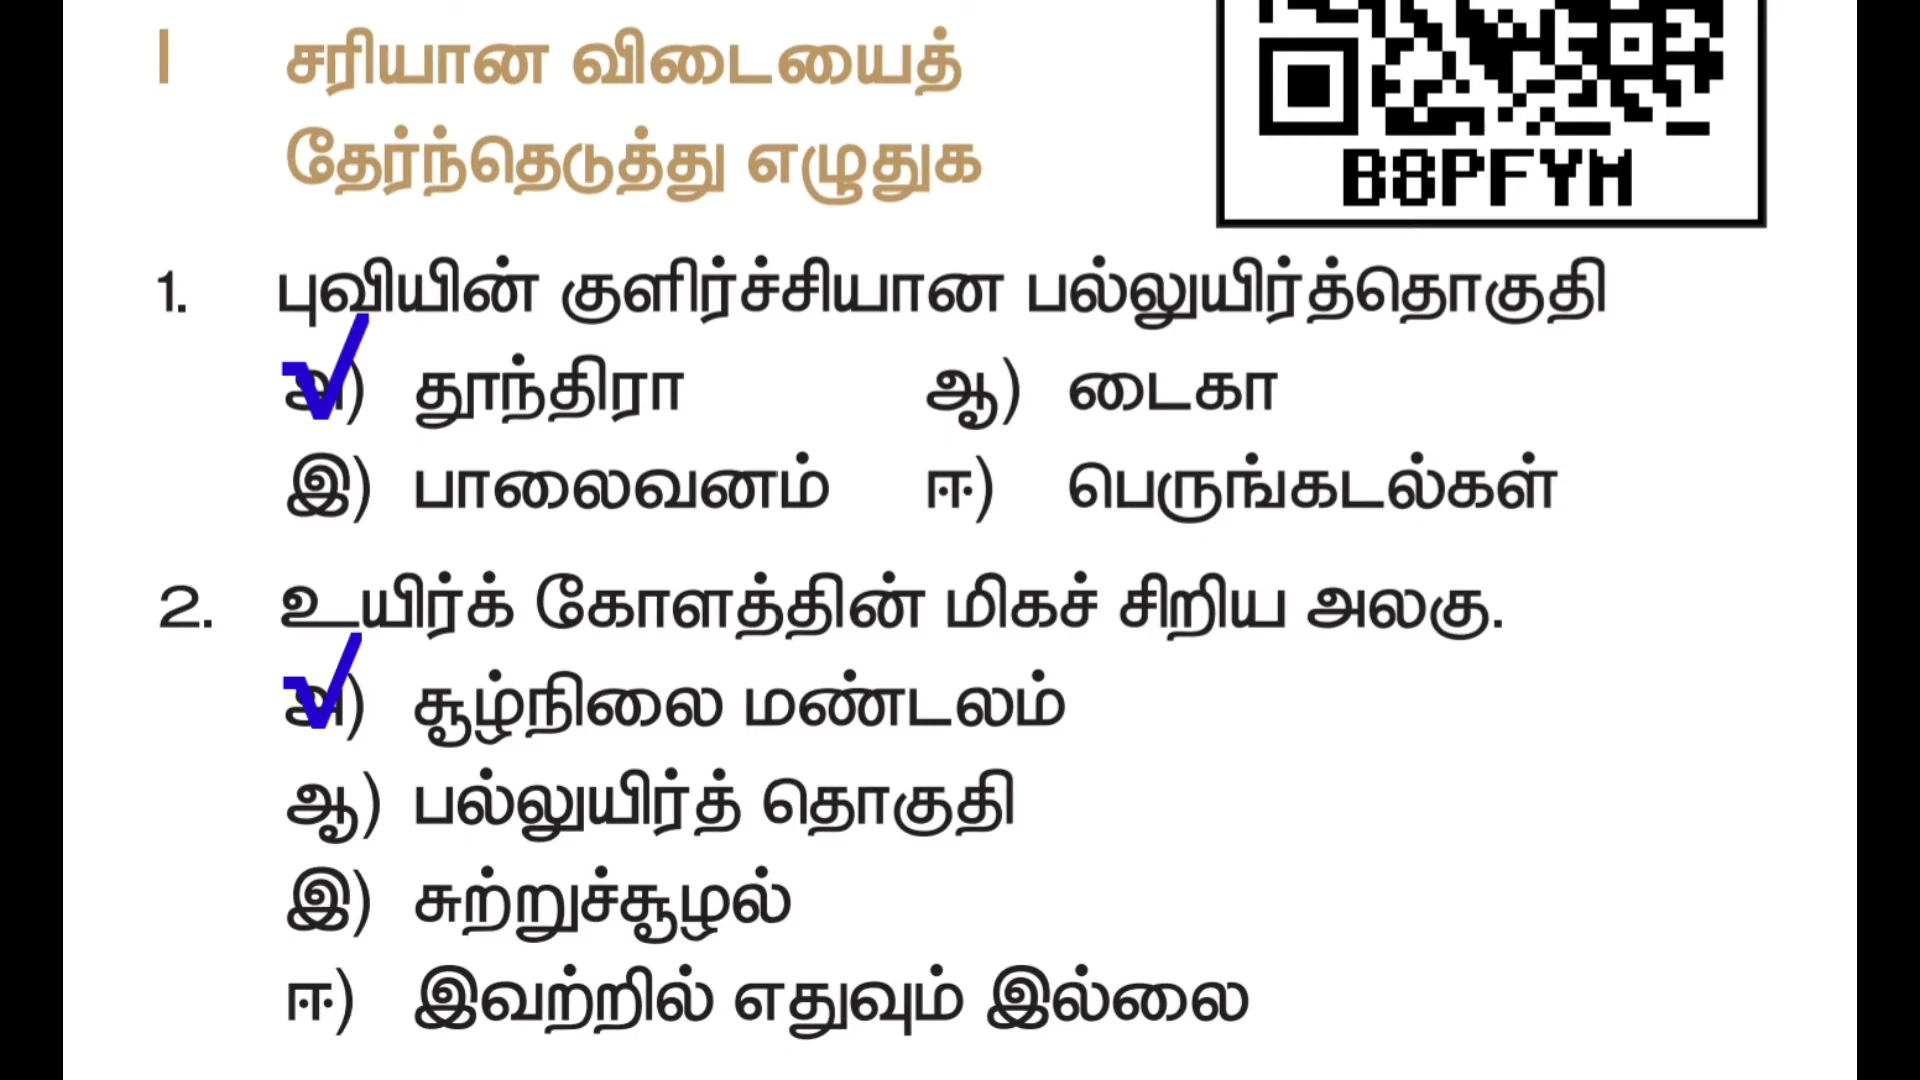 I சரியான விடையைத்
தேர்ந்தெடுத்து எழுதுக
B8PFYM
1. புவியின் குளிர்ச்சியான பல்லுயிர்த்தொகுதி
அ) தூந்திரா ஆ) டைகா
இ) பாலைவனம் ஈ) பெருங்கடல்கள்
2. உயிர்க் கோளத்தின் மிகச் சிறிய அலகு.
அ) சூழ்நிலை மண்டலம்
ஆ) பல்லுயிர்த் தொகுதி
இ) சுற்றுச்சூழல்
ஈ) இவற்றில் எதுவும் இல்லை